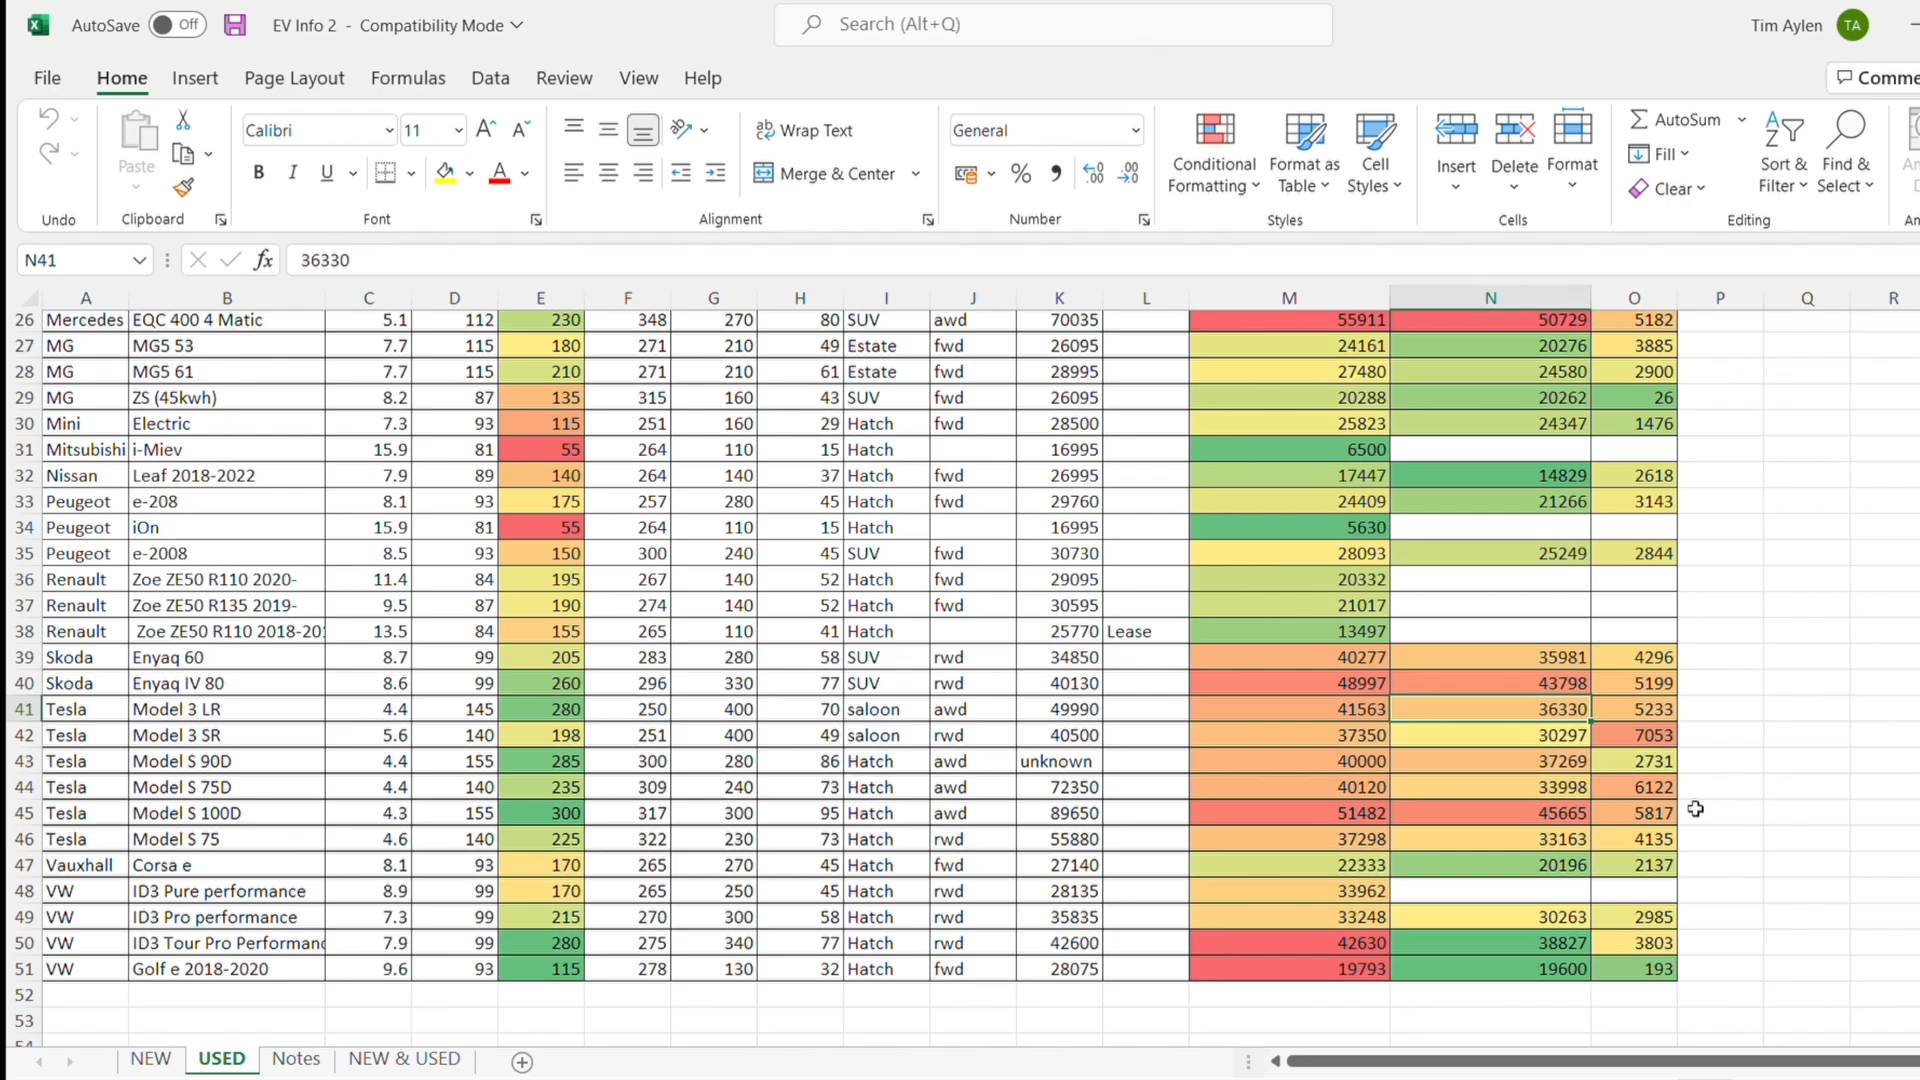 AutoSave Off EV Info 2 - Compatibility Mode Search (Alt+Q) Tim Aylen TA
File Home Insert Page Layout Formulas Data Review View Help
Paste Calibri 11 Wrap Text General Conditional Formatting Format as Table Cell Styles Insert Delete Format AutoSum Sort & Filter Find & Select
B I U Merge & Center % Fill Clear
Undo Clipboard Font Alignment Number Styles Cells Editing
N41 fx 36330
A B C D E F G H I J K L M N O P Q R
26 Mercedes EQC 400 4 Matic 5.1 112 230 348 270 80 SUV awd 70035 55911 50729 5182
27 MG MG5 53 7.7 115 180 271 210 49 Estate fwd 26095 24161 20276 3885
28 MG MG5 61 7.7 115 210 271 210 61 Estate fwd 28995 27480 24580 2900
29 MG ZS (45kwh) 8.2 87 135 315 160 43 SUV fwd 26095 20288 20262 26
30 Mini Electric 7.3 93 115 251 160 29 Hatch fwd 28500 25823 24347 1476
31 Mitsubishi i-Miev 15.9 81 55 264 110 15 Hatch 16995 6500
32 Nissan Leaf 2018-2022 7.9 89 140 264 140 37 Hatch fwd 26995 17447 14829 2618
33 Peugeot e-208 8.1 93 175 257 280 45 Hatch fwd 29760 24409 21266 3143
34 Peugeot iOn 15.9 81 55 264 110 15 Hatch 16995 5630
35 Peugeot e-2008 8.5 93 150 300 240 45 SUV fwd 30730 28093 25249 2844
36 Renault Zoe ZE50 R110 2020- 11.4 84 195 267 140 52 Hatch fwd 29095 20332
37 Renault Zoe ZE50 R135 2019- 9.5 87 190 274 140 52 Hatch fwd 30595 21017
38 Renault Zoe ZE50 R110 2018- 13.5 84 155 265 110 41 Hatch 25770 Lease 13497
39 Skoda Enyaq 60 8.7 99 205 283 280 58 SUV rwd 34850 40277 35981 4296
40 Skoda Enyaq IV 80 8.6 99 260 296 330 77 SUV rwd 40130 48997 43798 5199
41 Tesla Model 3 LR 4.4 145 280 250 400 70 saloon awd 49990 41563 36330 5233
42 Tesla Model 3 SR 5.6 140 198 251 400 49 saloon rwd 40500 37350 30297 7053
43 Tesla Model S 90D 4.4 155 285 300 280 86 Hatch awd unknown 40000 37269 2731
44 Tesla Model S 75D 4.4 140 235 309 240 73 Hatch awd 72350 40120 33998 6122
45 Tesla Model S 100D 4.3 155 300 317 300 95 Hatch awd 89650 51482 45665 5817
46 Tesla Model S 75 4.6 140 225 322 230 73 Hatch rwd 55880 37298 33163 4135
47 Vauxhall Corsa e 8.1 93 170 265 270 45 Hatch fwd 27140 22333 20196 2137
48 VW ID3 Pure performance 8.9 99 170 265 250 45 Hatch rwd 28135 33962
49 VW ID3 Pro performance 7.3 99 215 270 300 58 Hatch rwd 35835 33248 30263 2985
50 VW ID3 Tour Pro Performanc 7.9 99 280 275 340 77 Hatch rwd 42600 42630 38827 3803
51 VW Golf e 2018-2020 9.6 93 115 278 130 32 Hatch fwd 28075 19793 19600 193
52
53
NEW USED Notes NEW & USED